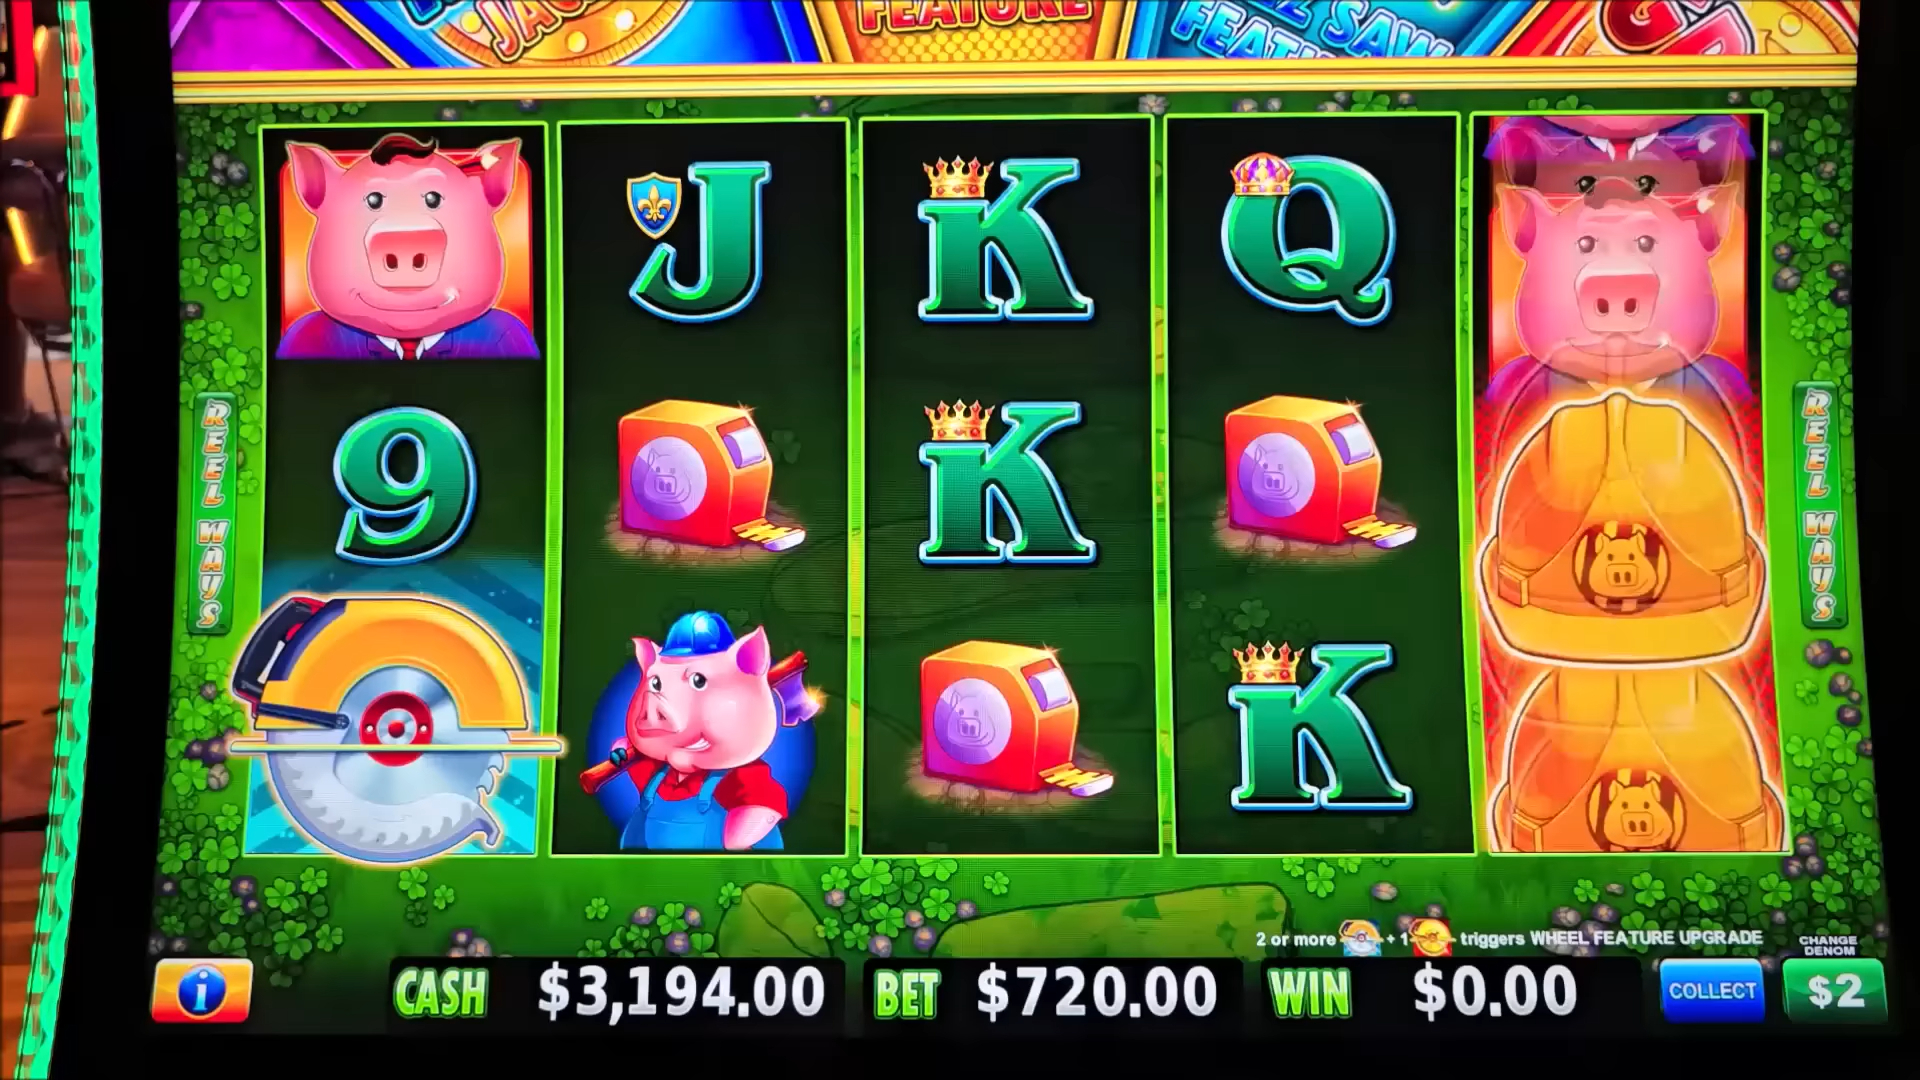 FEATURE
SAW
J
K
Q
9
K
K
REEL WAYS
REEL WAYS
2 or more + 1 triggers WHEEL FEATURE UPGRADE
CHANGE DENOM
i
CASH $3,194.00
BET $720.00
WIN $0.00
COLLECT
$2